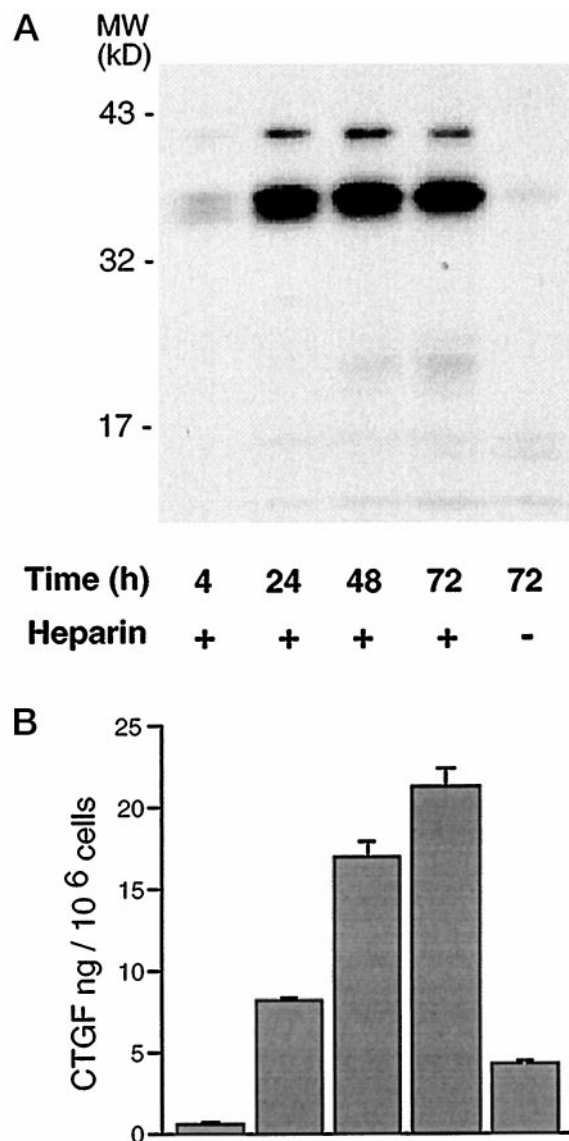 A
MW
(kD)
43 -
32 -
17 -
Time (h) 4 24 48 72 72
Heparin + + + + -
B
CTGF ng / 10 6 cells
25
20
15
10
5
0